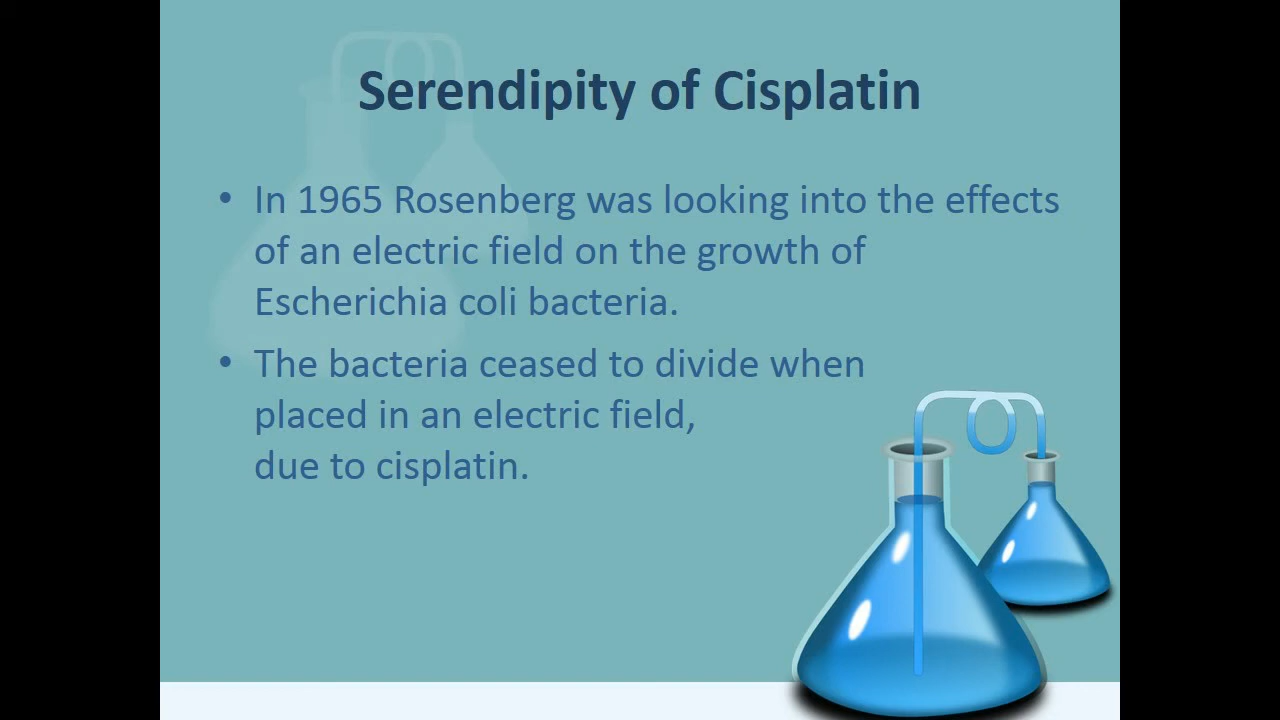 Serendipity of Cisplatin
• In 1965 Rosenberg was looking into the effects
of an electric field on the growth of
Escherichia coli bacteria.
• The bacteria ceased to divide when
placed in an electric field,
due to cisplatin.